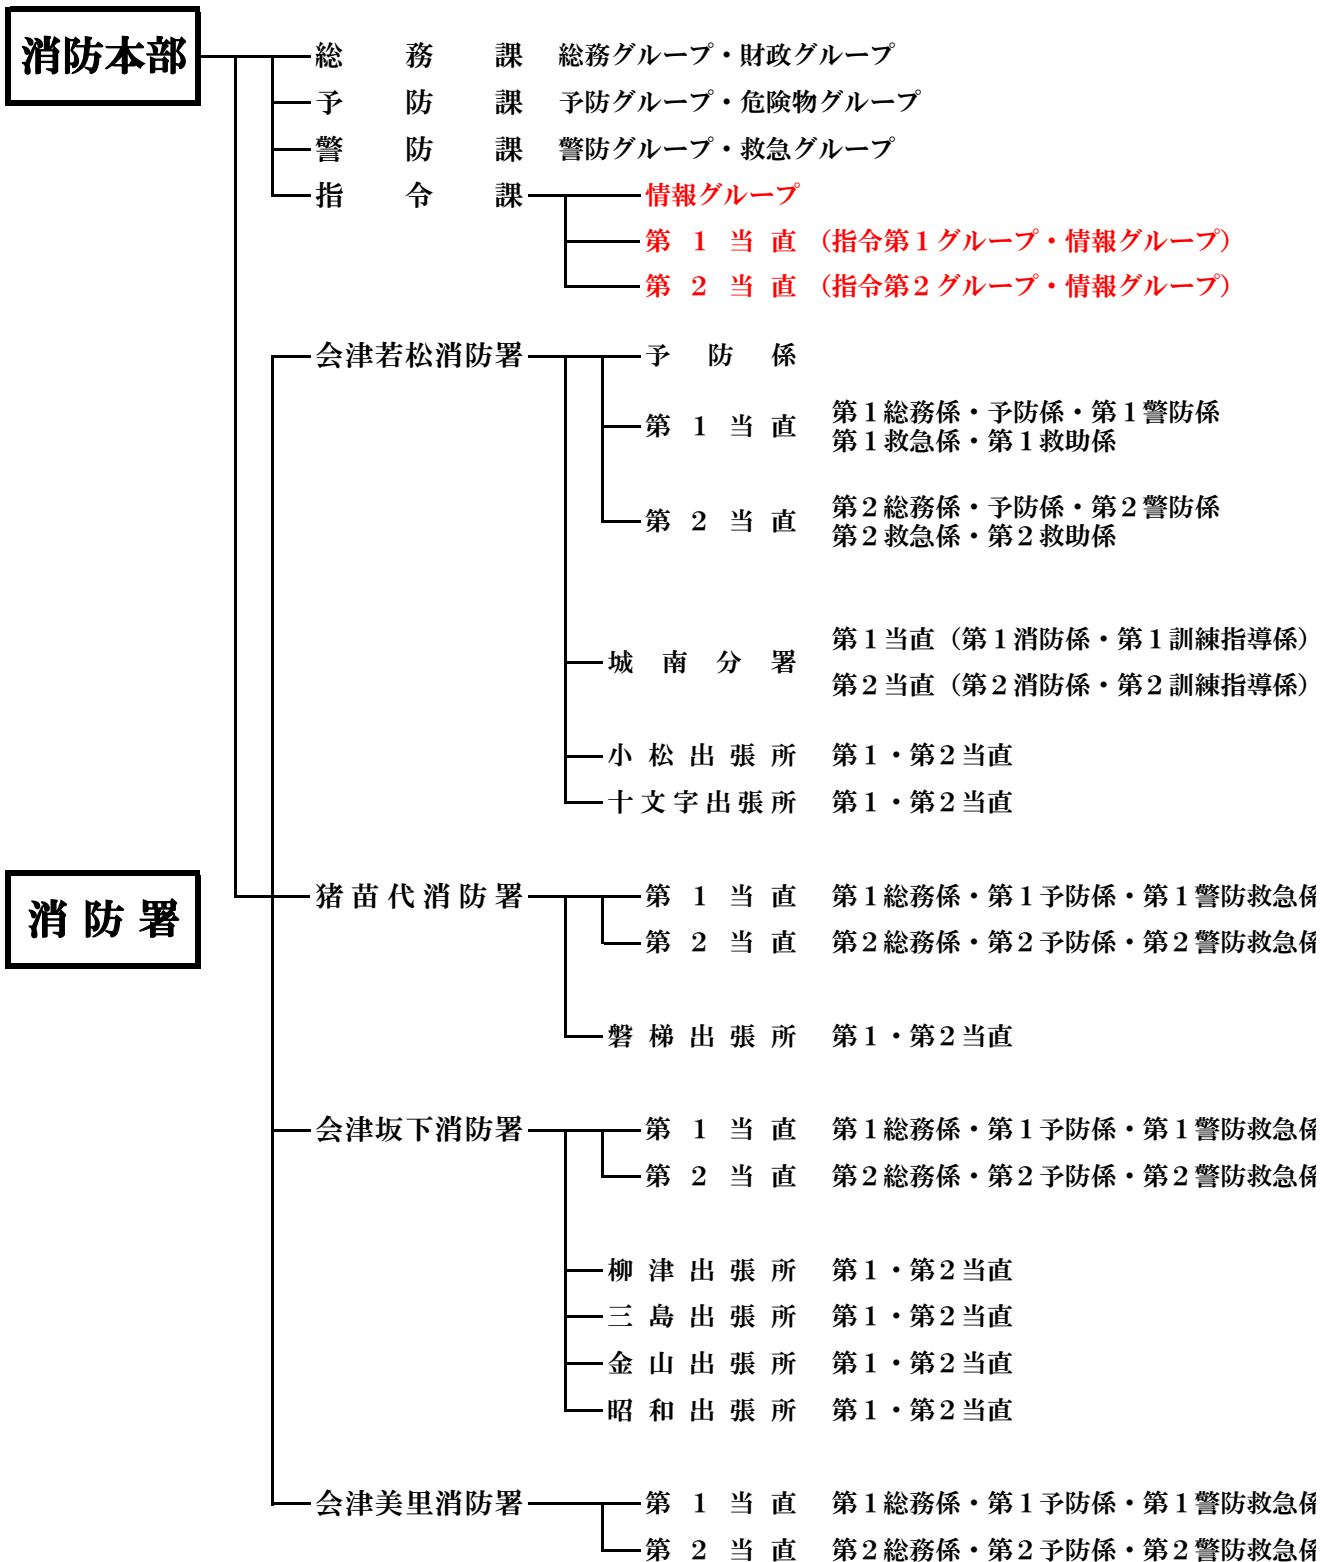 消防本部
総務課 総務グループ・財政グループ
予防課 予防グループ・危険物グループ
警防課 警防グループ・救急グループ
指令課 情報グループ
第１当直（指令第１グループ・情報グループ）
第２当直（指令第２グループ・情報グループ）
会津若松消防署 予防係
第１当直 第１総務係・予防係・第１警防係
第１救急係・第１救助係
第２当直 第２総務係・予防係・第２警防係
第２救急係・第２救助係
城南分署 第１当直（第１消防係・第１訓練指導係）
第２当直（第２消防係・第２訓練指導係）
小松出張所 第１・第２当直
十文字出張所 第１・第２当直
消防署
猪苗代消防署 第１当直 第１総務係・第１予防係・第１警防救急係
第２当直 第２総務係・第２予防係・第２警防救急係
磐梯出張所 第１・第２当直
会津坂下消防署 第１当直 第１総務係・第１予防係・第１警防救急係
第２当直 第２総務係・第２予防係・第２警防救急係
柳津出張所 第１・第２当直
三島出張所 第１・第２当直
金山出張所 第１・第２当直
昭和出張所 第１・第２当直
会津美里消防署 第１当直 第１総務係・第１予防係・第１警防救急係
第２当直 第２総務係・第２予防係・第２警防救急係